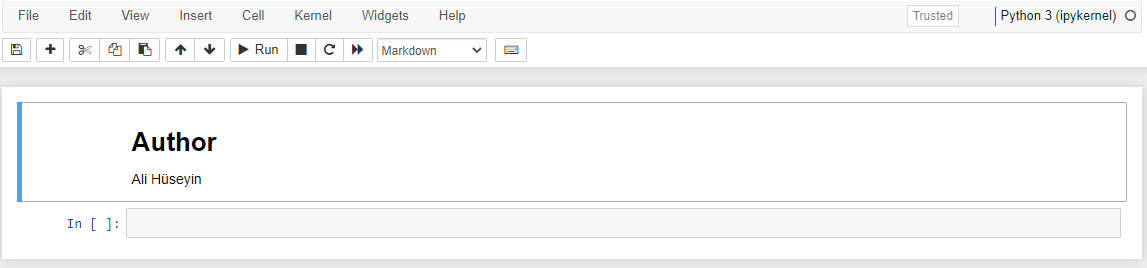 File Edit View Insert Cell Kernel Widgets Help Trusted Python 3 (ipykernel)
Run Markdown
Author
Ali Hüseyin
In [ ]: